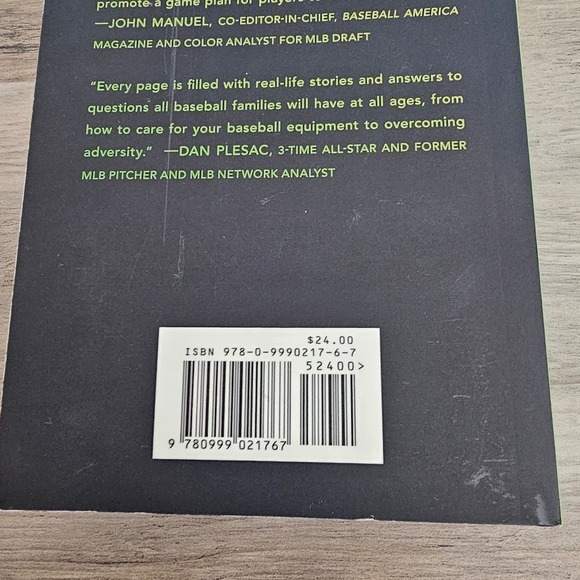 promote a game plan for players to
—JOHN MANUEL, CO-EDITOR-IN-CHIEF, BASEBALL AMERICA
MAGAZINE AND COLOR ANALYST FOR MLB DRAFT
"Every page is filled with real-life stories and answers to
questions all baseball families will have at all ages, from
how to care for your baseball equipment to overcoming
adversity." —DAN PLESAC, 3-TIME ALL-STAR AND FORMER
MLB PITCHER AND MLB NETWORK ANALYST
$24.00
ISBN 978-0-9990217-6-7
52400>
9 780999 021767